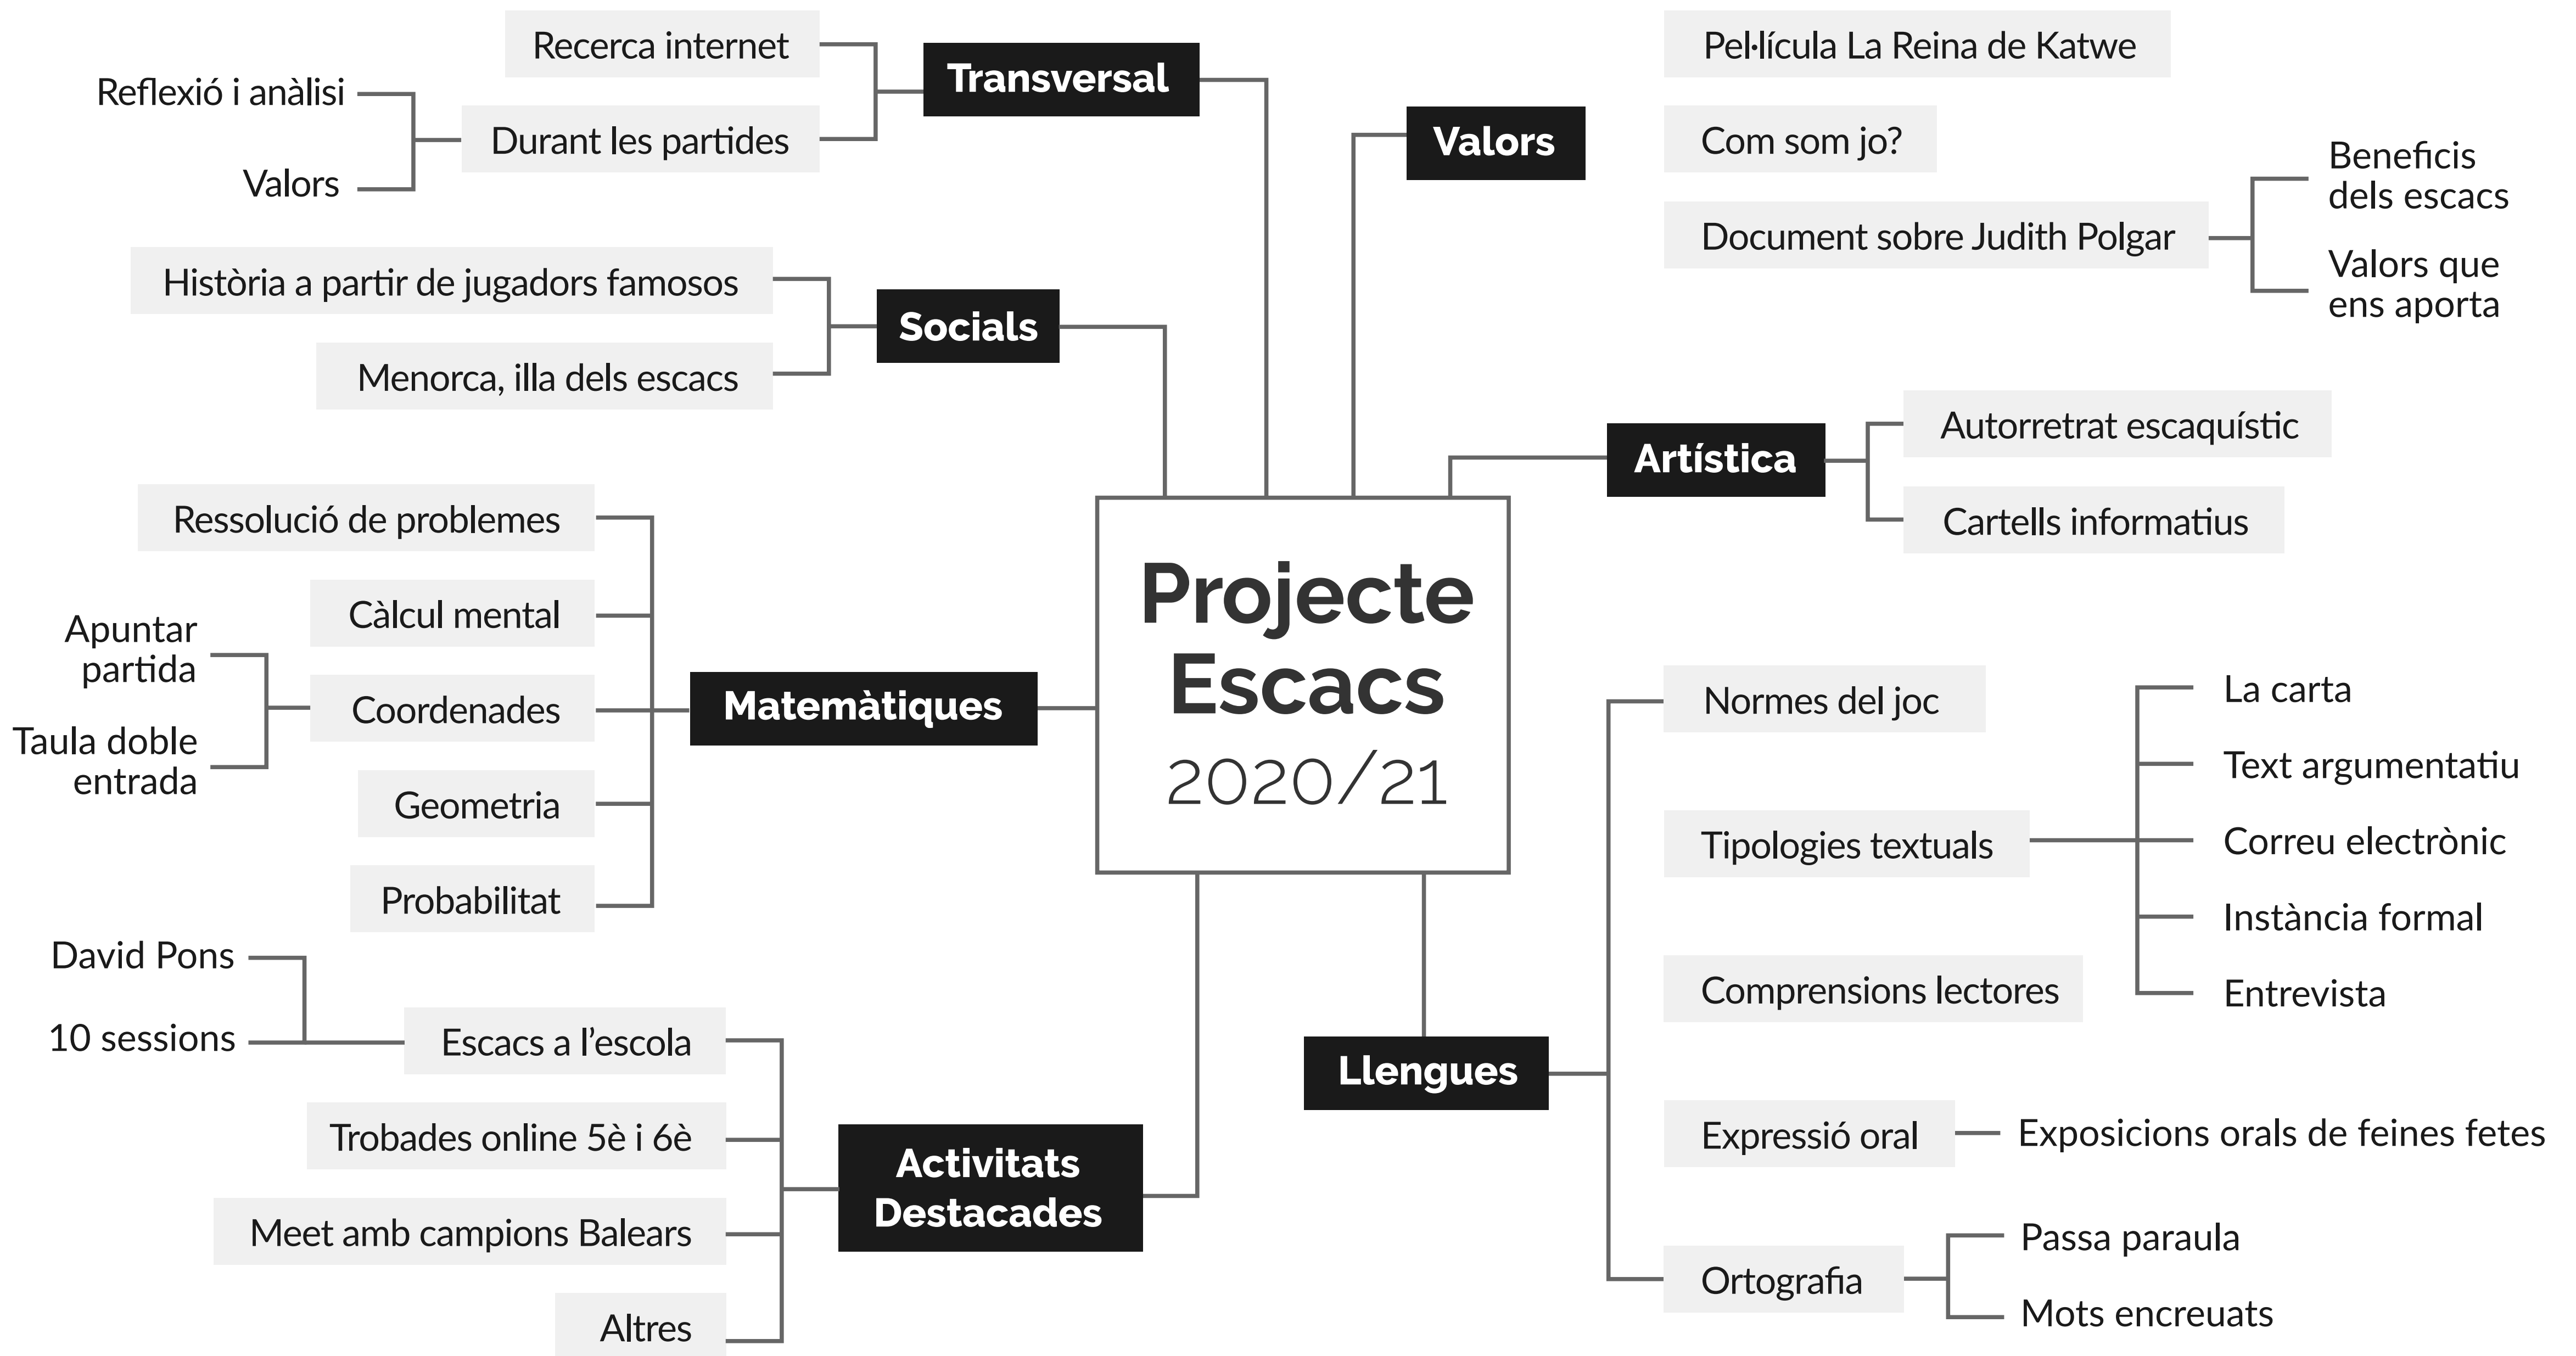 Projecte
Escacs
2020/21
Transversal
Recerca internet
Durant les partides
Reflexió i anàlisi
Valors
Socials
Història a partir de jugadors famosos
Menorca, illa dels escacs
Matemàtiques
Ressolució de problemes
Càlcul mental
Coordenades
Apuntar
partida
Taula doble
entrada
Geometria
Probabilitat
Activitats
Destacades
Escacs a l’escola
David Pons
10 sessions
Trobades online 5è i 6è
Meet amb campions Balears
Altres
Valors
Pel·lícula La Reina de Katwe
Com som jo?
Document sobre Judith Polgar
Beneficis
dels escacs
Valors que
ens aporta
Artística
Autorretrat escaquístic
Cartells informatius
Llengues
Normes del joc
Tipologies textuals
La carta
Text argumentatiu
Correu electrònic
Instància formal
Entrevista
Comprensions lectores
Expressió oral
Exposicions orals de feines fetes
Ortografia
Passa paraula
Mots encreuats